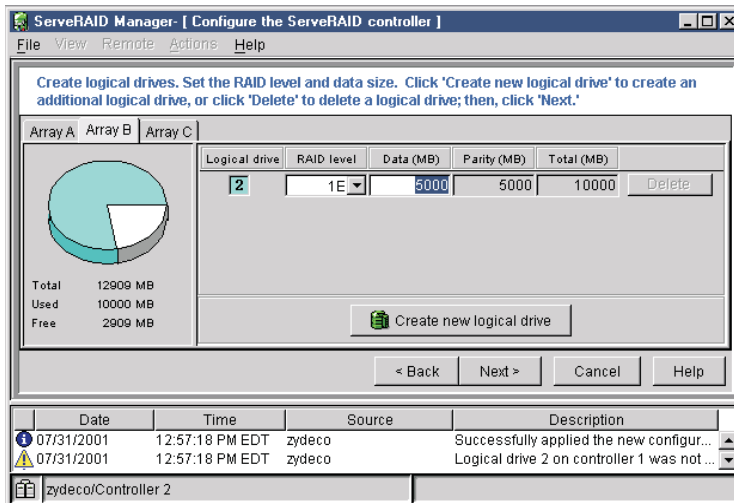 ServeRAID Manager- [ Configure the ServeRAID controller ]
File View Remote Actions Help
Create logical drives. Set the RAID level and data size. Click 'Create new logical drive' to create an
additional logical drive, or click 'Delete' to delete a logical drive; then, click 'Next.'
Array A Array B Array C
Logical drive RAID level Data (MB) Parity (MB) Total (MB)
2 1E 5000 5000 10000 Delete
Total 12909 MB
Used 10000 MB
Free 2909 MB
Create new logical drive
< Back Next > Cancel Help
Date Time Source Description
07/31/2001 12:57:18 PM EDT zydeco Successfully applied the new configur...
07/31/2001 12:57:18 PM EDT zydeco Logical drive 2 on controller 1 was not ...
zydeco/Controller 2